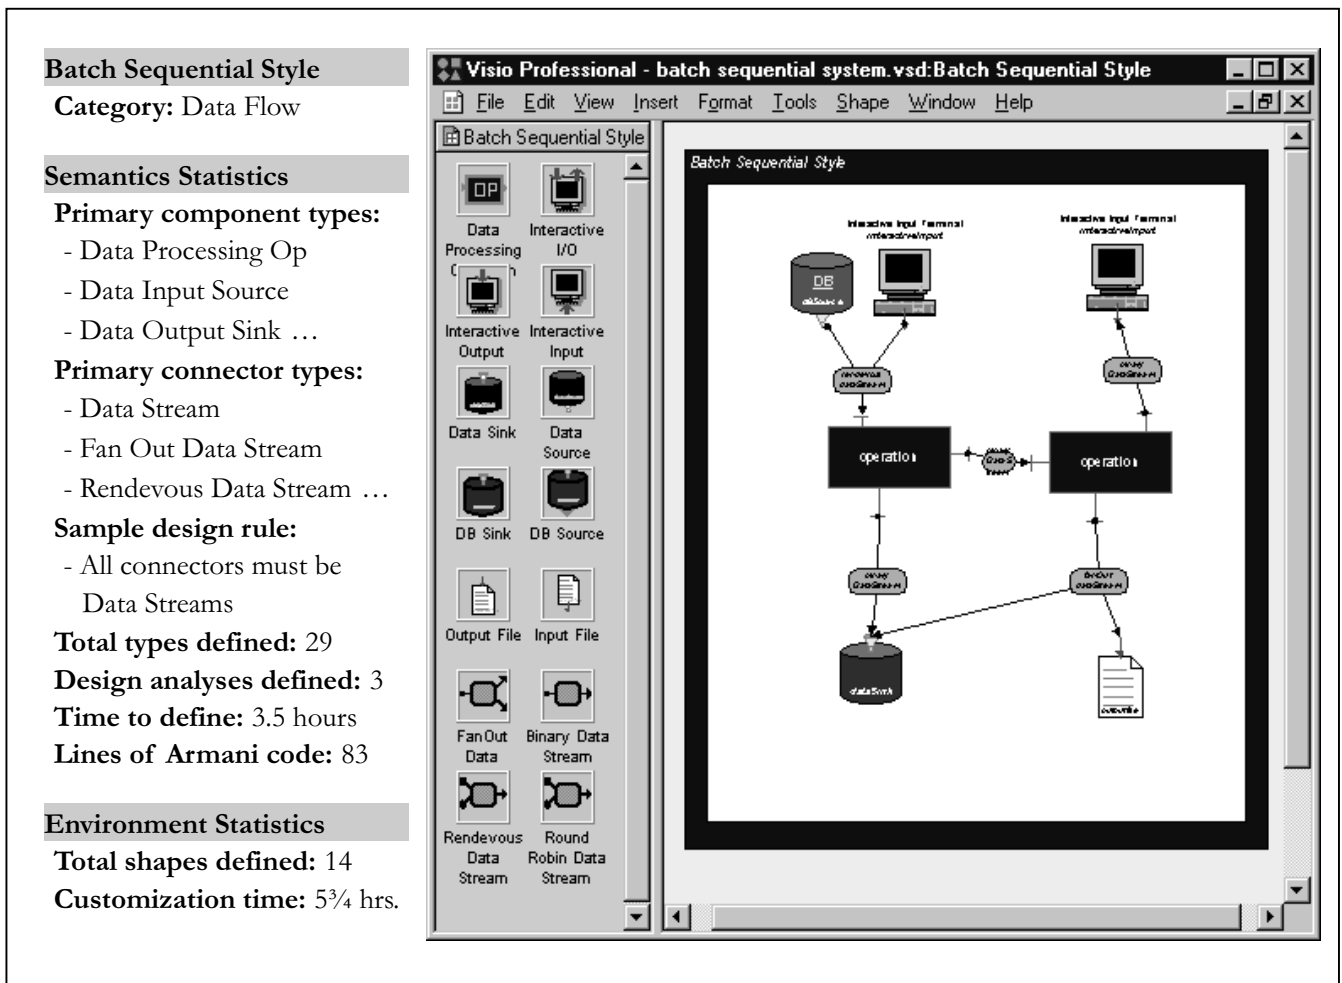 Batch Sequential Style
Category: Data Flow
Semantics Statistics
Primary component types:
- Data Processing Op
- Data Input Source
- Data Output Sink …
Primary connector types:
- Data Stream
- Fan Out Data Stream
- Rendevous Data Stream …
Sample design rule:
- All connectors must be
Data Streams
Total types defined: 29
Design analyses defined: 3
Time to define: 3.5 hours
Lines of Armani code: 83
Environment Statistics
Total shapes defined: 14
Customization time: 5¾ hrs.
Visio Professional - batch sequential system.vsd:Batch Sequential Style
File Edit View Insert Format Tools Shape Window Help
Batch Sequential Style
OP
Data
Processing
Interactive
I/O
Interactive
Output
Interactive
Input
Data Sink
Data
Source
DB Sink
DB Source
Output File
Input File
FanOut
Data
Binary Data
Stream
Rendevous
Data
Stream
Round
Robin Data
Stream
Batch Sequential Style
Interactive Input Terminal
interactiveInput
Interactive Input Terminal
interactiveInput
DB
operation
operation
dataSink